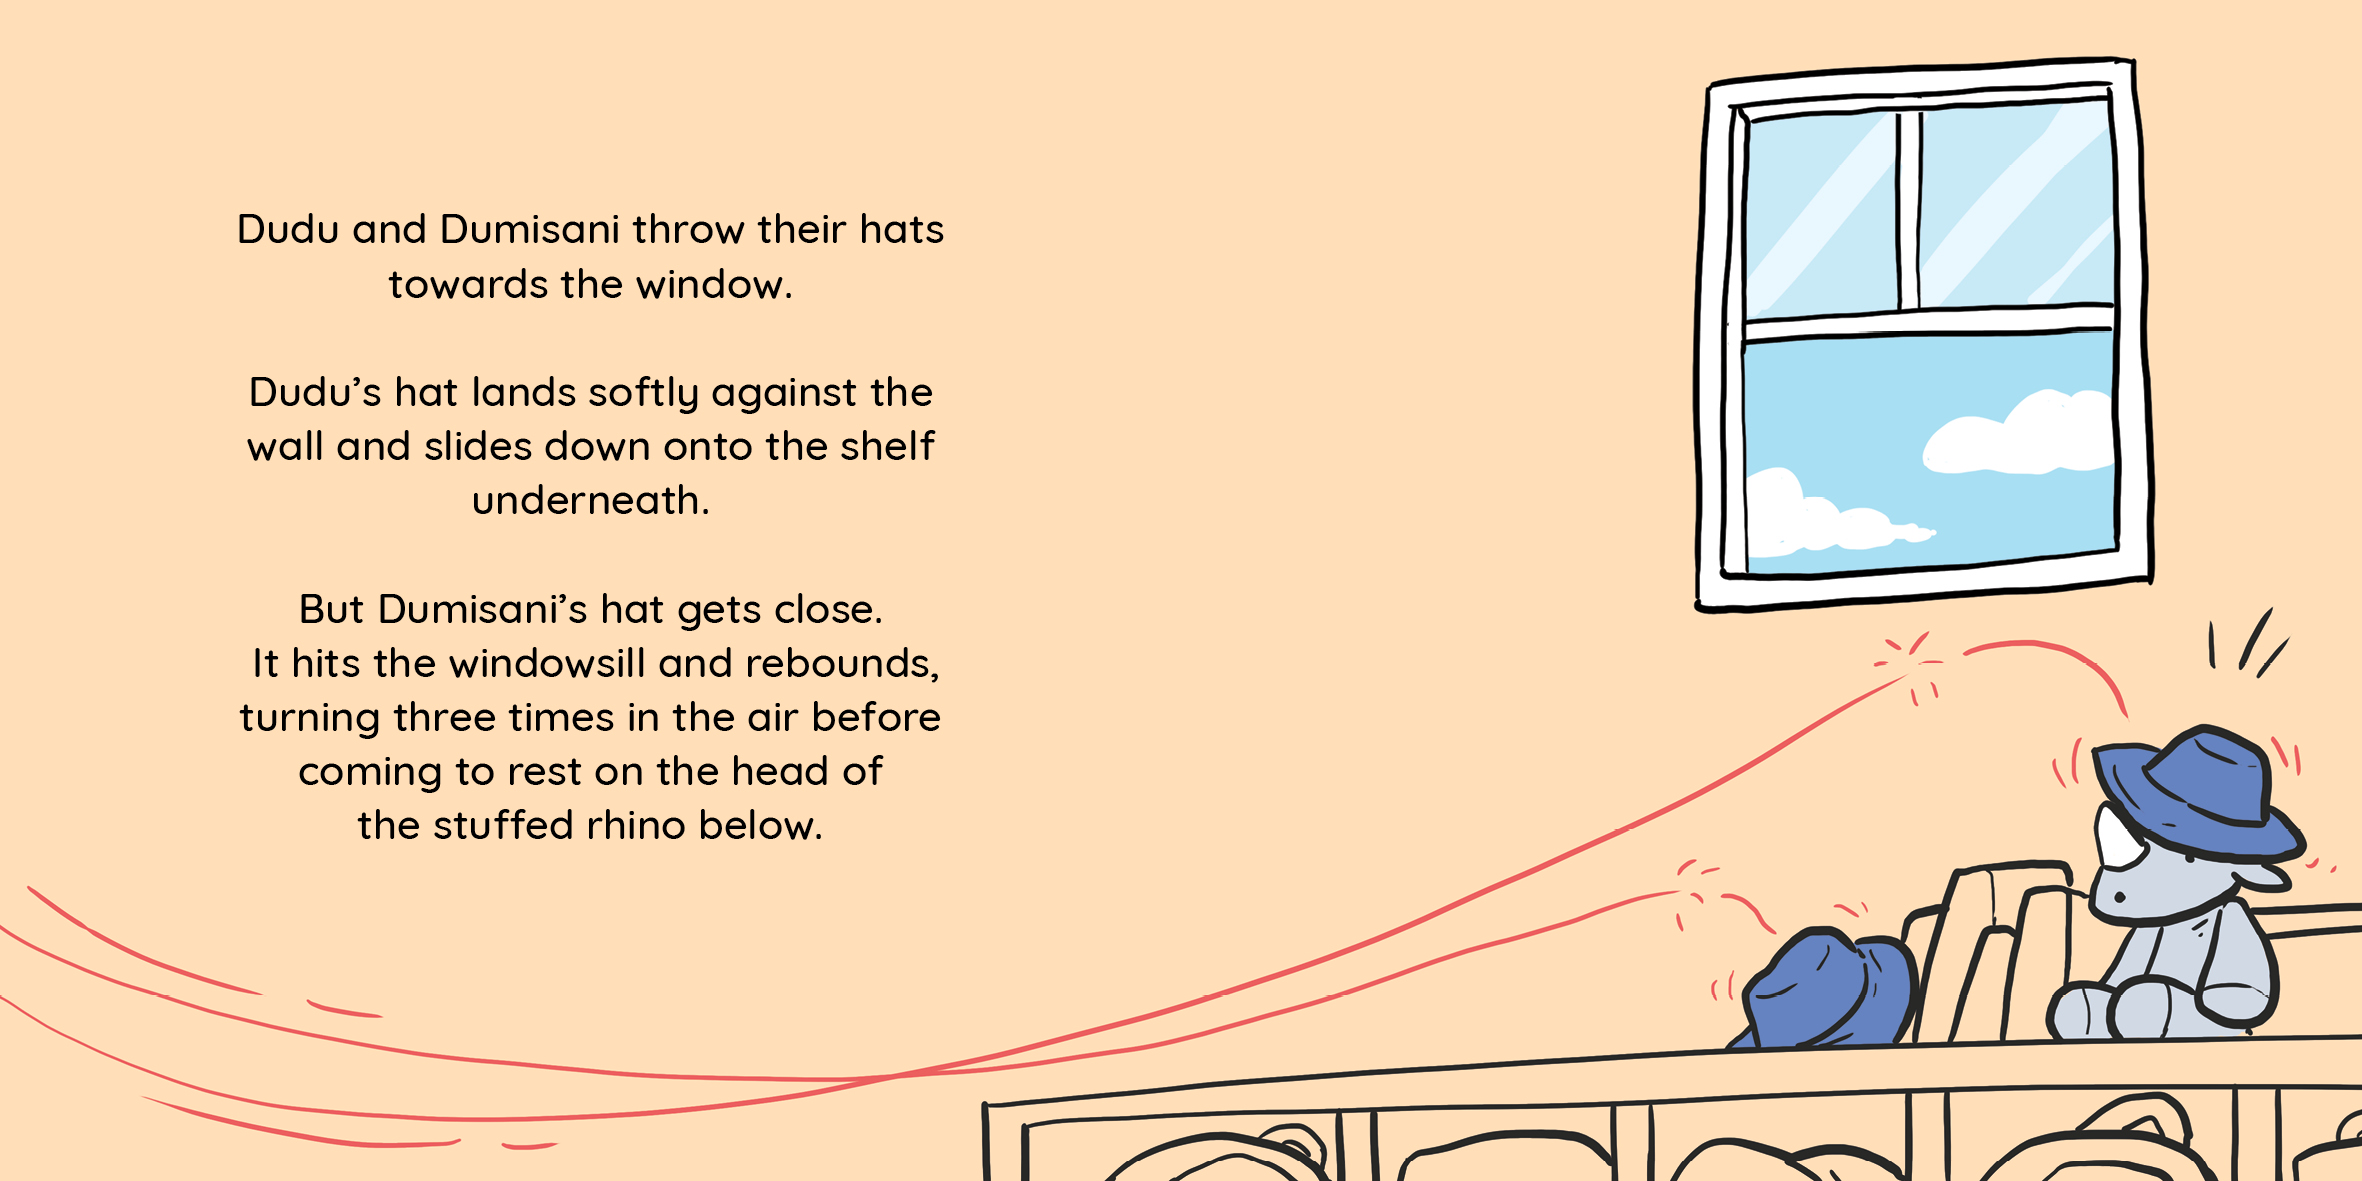 Dudu and Dumisani throw their hats
towards the window.
Dudu’s hat lands softly against the
wall and slides down onto the shelf
underneath.
But Dumisani’s hat gets close.
It hits the windowsill and rebounds,
turning three times in the air before
coming to rest on the head of
the stuffed rhino below.